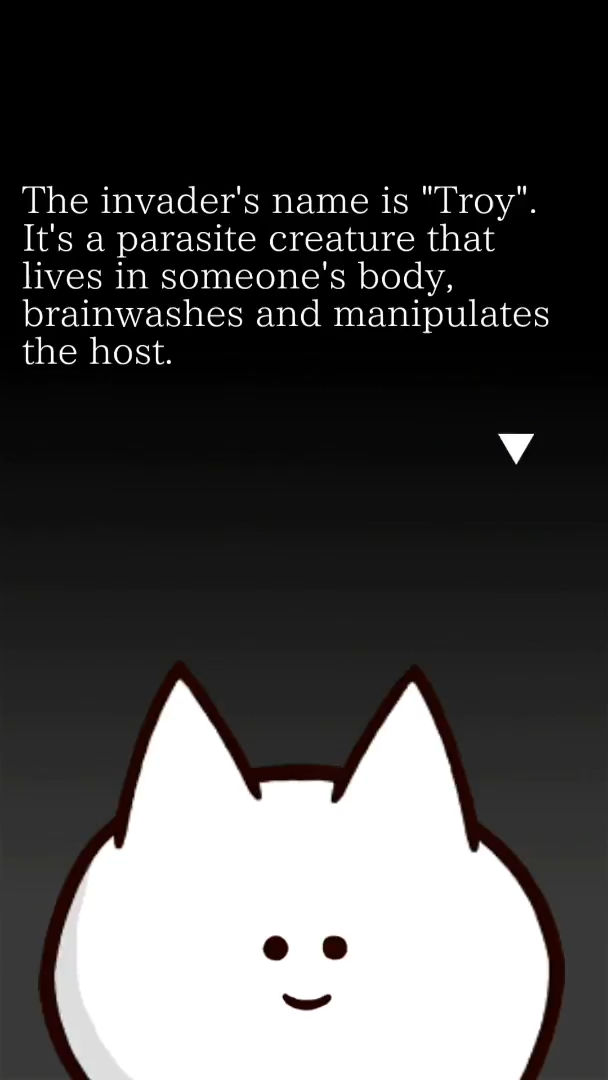 The invader's name is "Troy".
It's a parasite creature that
lives in someone's body,
brainwashes and manipulates
the host.